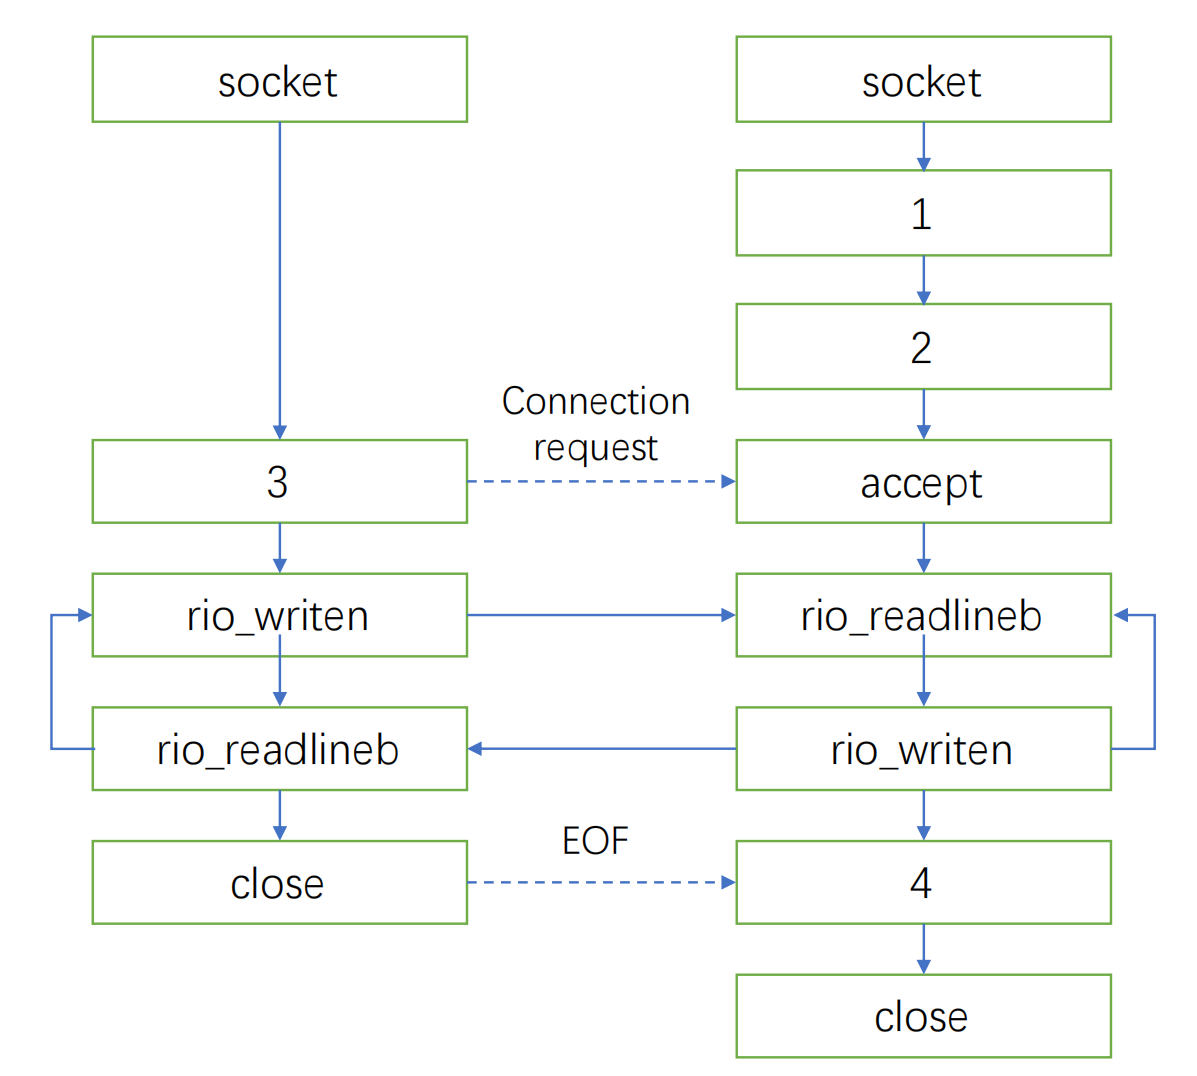 socket
socket
1
2
Connection
request
3
accept
rio_writen
rio_readlineb
rio_readlineb
rio_writen
EOF
close
4
close